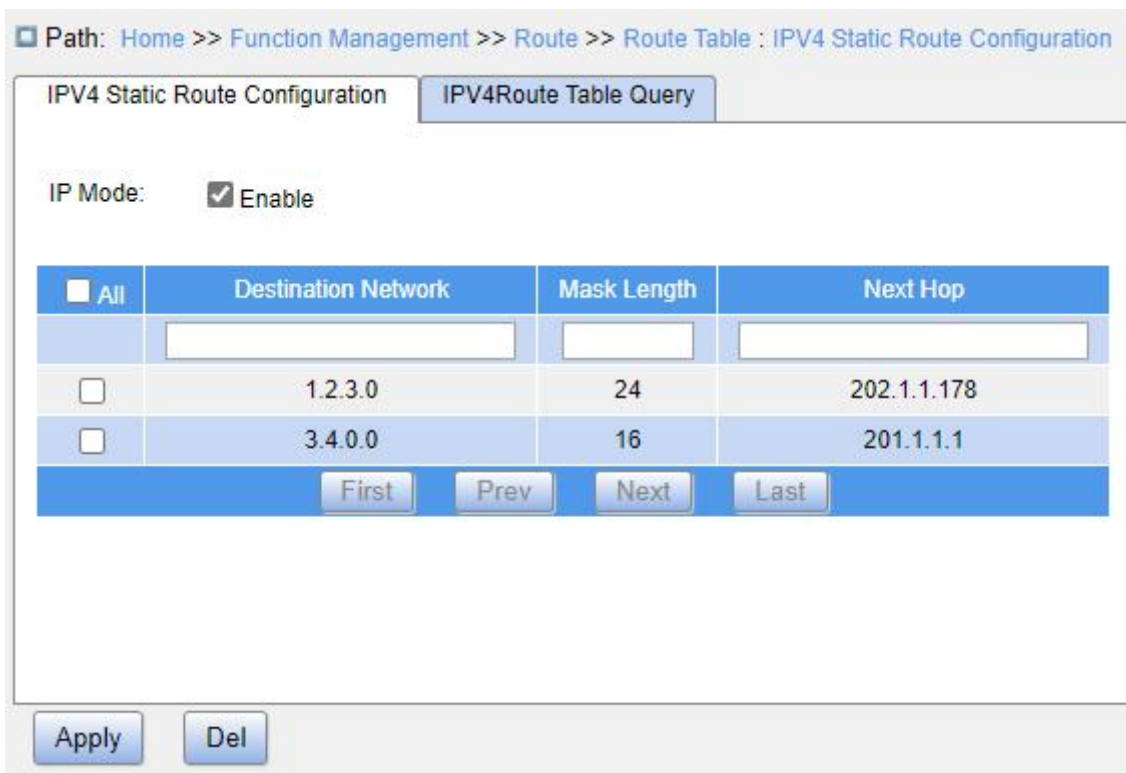 Path: Home >> Function Management >> Route >> Route Table : IPV4 Static Route Configuration
IPV4 Static Route Configuration IPV4Route Table Query
IP Mode: Enable
All Destination Network Mask Length Next Hop
1.2.3.0 24 202.1.1.178
3.4.0.0 16 201.1.1.1
First Prev Next Last
Apply Del